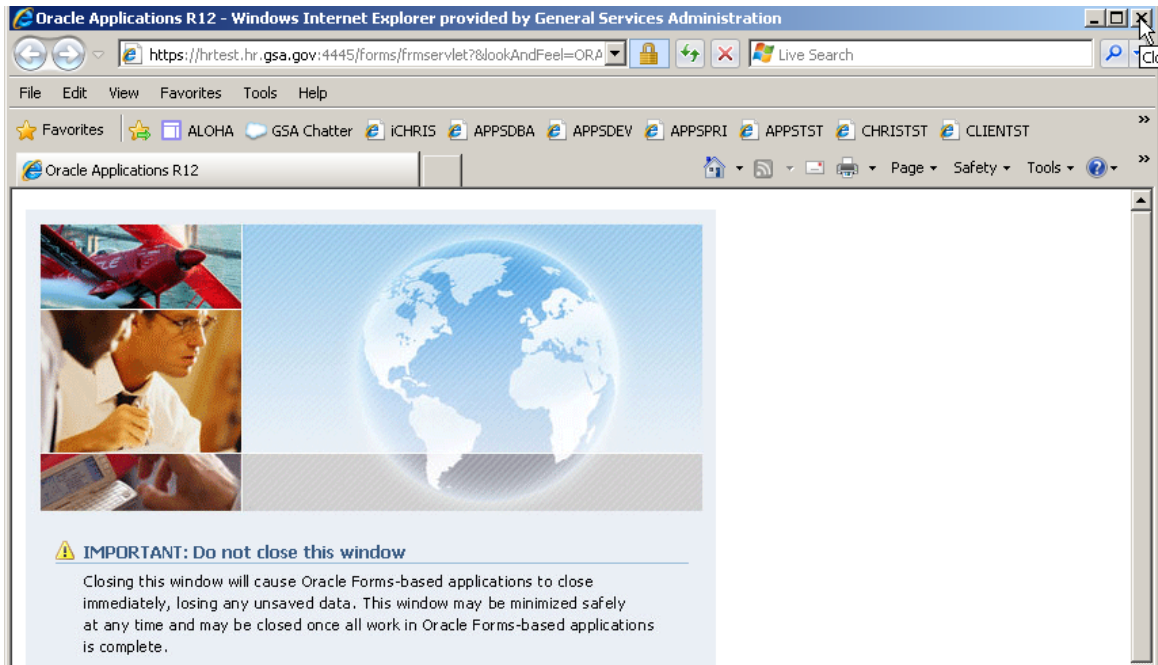 Oracle Applications R12 - Windows Internet Explorer provided by General Services Administration
https://hrtest.hr.gsa.gov:4445/forms/frmservlet?&lookAndFeel=ORA
Live Search
Clo
File Edit View Favorites Tools Help
Favorites ALOHA GSA Chatter iCHRIS APPSDBA APPSDEV APPSPRI APPSTST CHRISTST CLIENTST
Oracle Applications R12 Page Safety Tools
IMPORTANT: Do not close this window
Closing this window will cause Oracle Forms-based applications to close
immediately, losing any unsaved data. This window may be minimized safely
at any time and may be closed once all work in Oracle Forms-based applications
is complete.